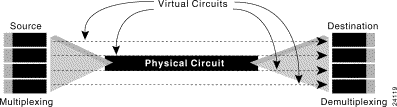 Virtual Circuits
Source
Destination
Physical Circuit
Multiplexing
Demultiplexing
24119